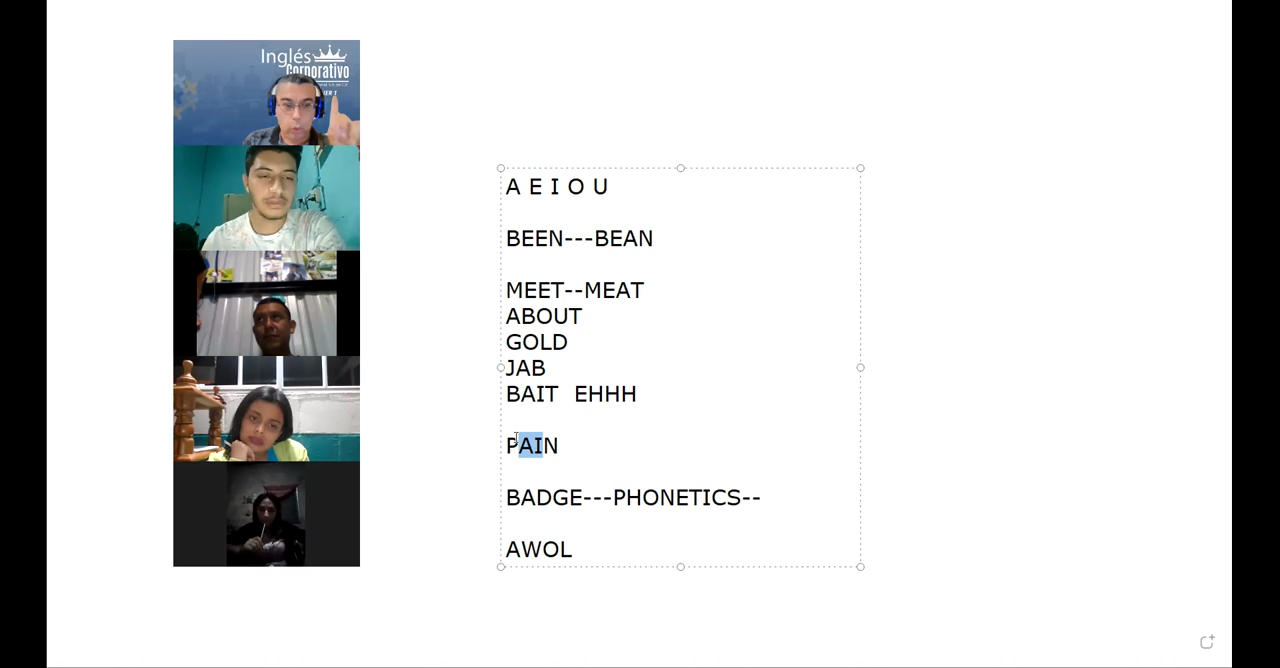 Inglés
Corporativo
A E I O U
BEEN---BEAN
MEET--MEAT
ABOUT
GOLD
JAB
BAIT EHHH
PAIN
BADGE---PHONETICS--
AWOL